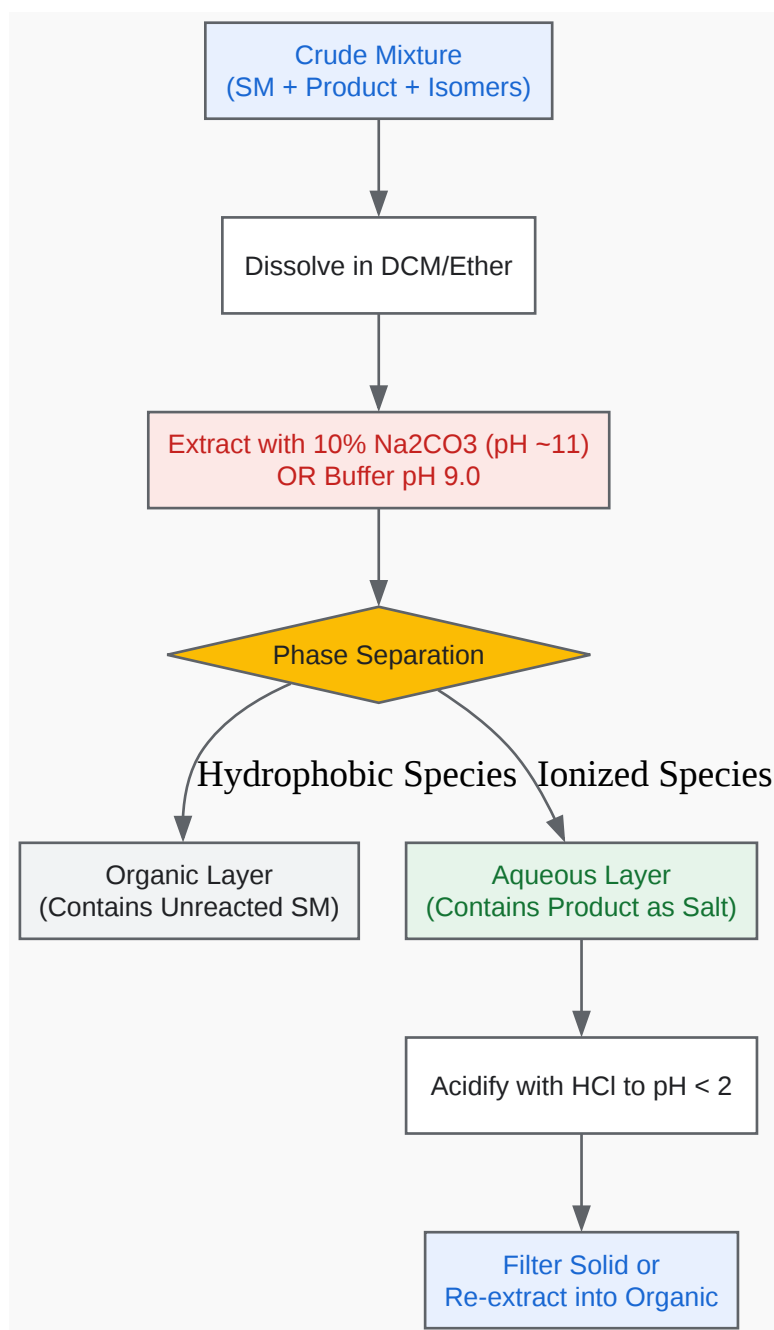 Crude Mixture
(SM + Product + Isomers)
Dissolve in DCM/Ether
Extract with 10% Na2CO3 (pH ~11)
OR Buffer pH 9.0
Phase Separation
Hydrophobic Species
Ionized Species
Organic Layer
(Contains Unreacted SM)
Aqueous Layer
(Contains Product as Salt)
Acidify with HCl to pH < 2
Filter Solid or
Re-extract into Organic